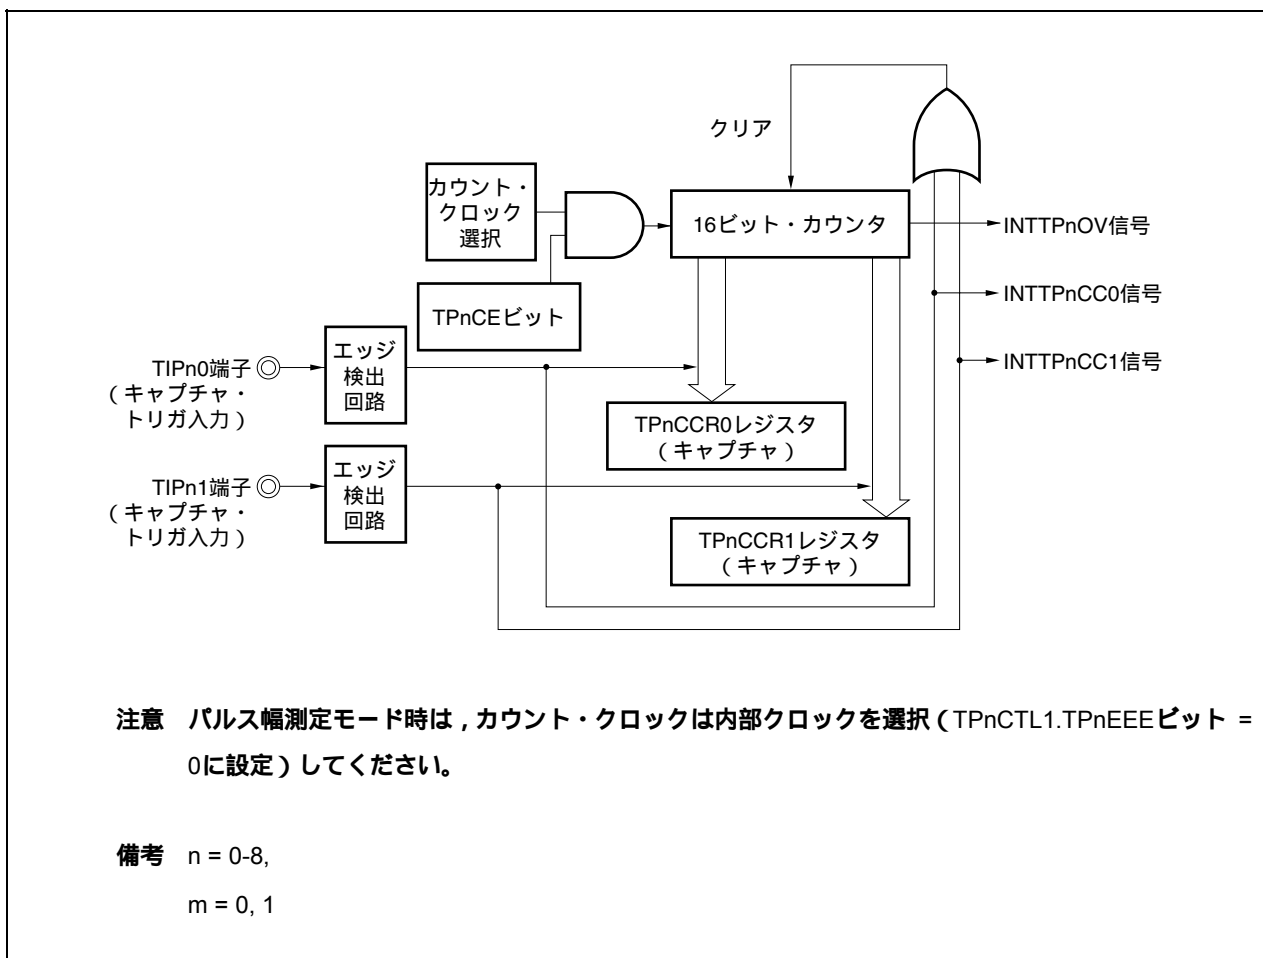 クリア
カウント・
クロック
選択
16ビット・カウンタ
INTTPnOV信号
INTTPnCC0信号
INTTPnCC1信号
TPnCEビット
TIPn0端子
(キャプチャ・
トリガ入力)
エッジ
検出
回路
TPnCCR0レジスタ
(キャプチャ)
TIPn1端子
(キャプチャ・
トリガ入力)
エッジ
検出
回路
TPnCCR1レジスタ
(キャプチャ)
注意 パルス幅測定モード時は,カウント・クロックは内部クロックを選択(TPnCTL1.TPnEEEビット =
0に設定)してください。
備考 n = 0-8,
m = 0, 1